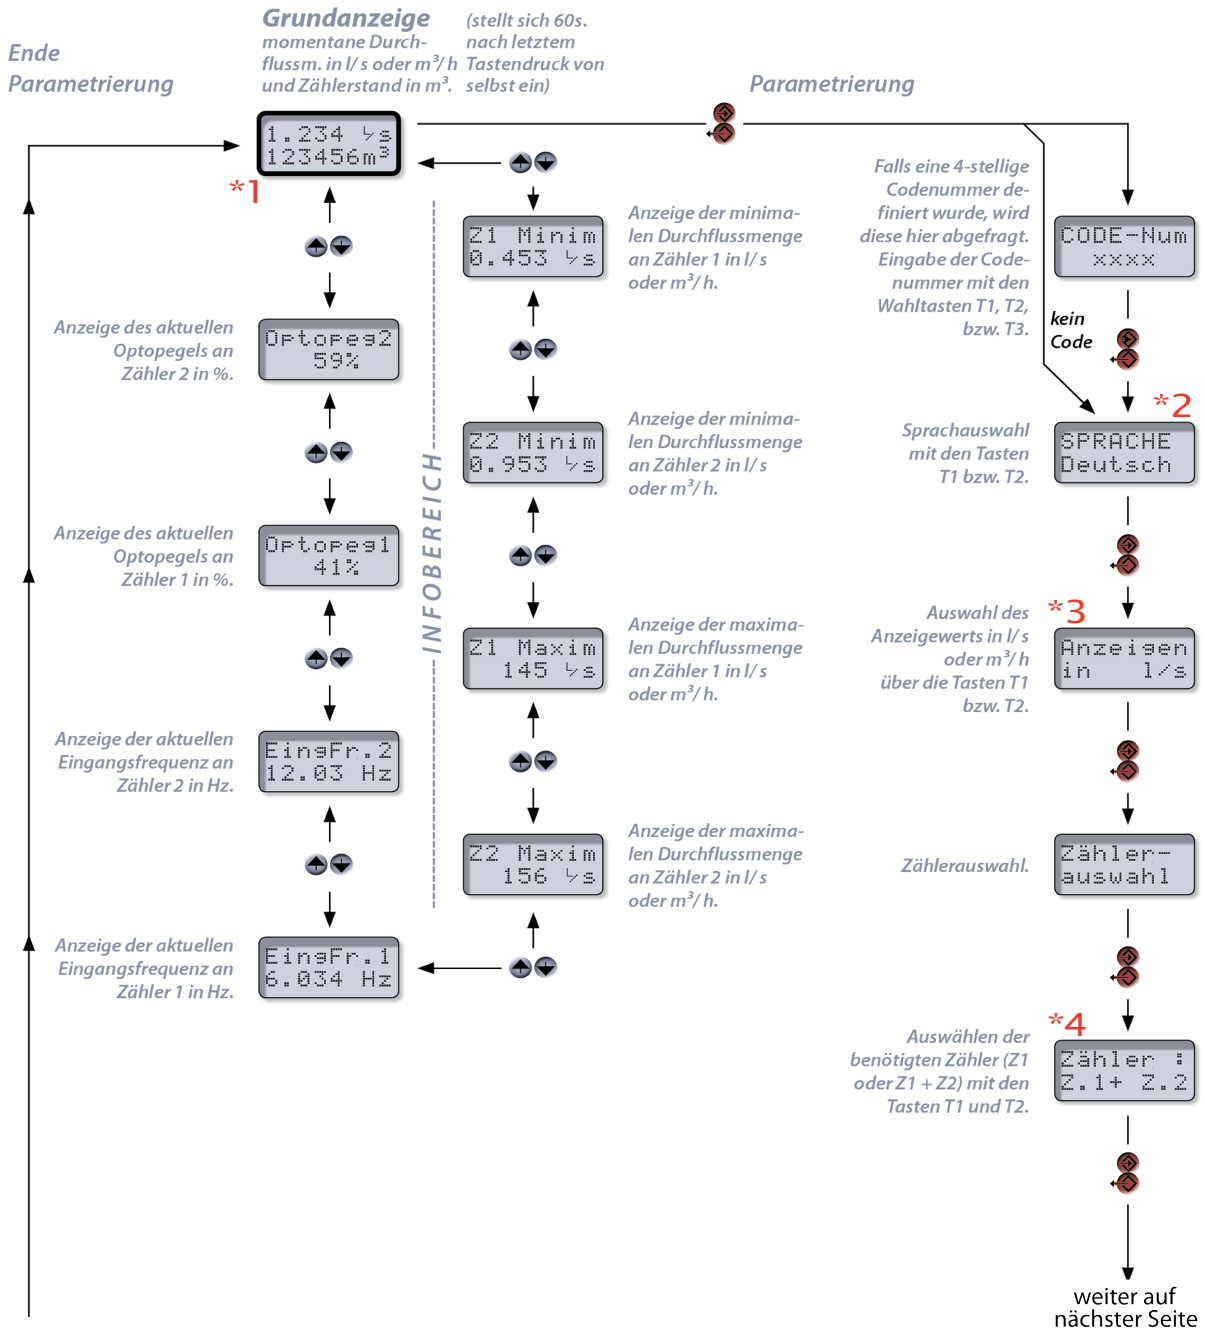 Ende
Parametrierung
Grundanzeige
momentane Durch-
flussm. in l/s oder m³/h
und Zählerstand in m³.
(stellt sich 60s.
nach letztem
Tastendruck von
selbst ein)
Parametrierung
1.234 l/s
123456m³
*1
Optopeg2
59%
Anzeige des aktuellen
Optopegels an
Zähler 2 in %.
Optopeg1
41%
Anzeige des aktuellen
Optopegels an
Zähler 1 in %.
EingFr.2
12.03 Hz
Anzeige der aktuellen
Eingangsfrequenz an
Zähler 2 in Hz.
EingFr.1
6.034 Hz
Anzeige der aktuellen
Eingangsfrequenz an
Zähler 1 in Hz.
INFOBEREICH
Z1 Minim
0.453 l/s
Anzeige der minima-
len Durchflussmenge
an Zähler 1 in l/s
oder m³/h.
Z2 Minim
0.953 l/s
Anzeige der minima-
len Durchflussmenge
an Zähler 2 in l/s
oder m³/h.
Z1 Maxim
145 l/s
Anzeige der maxima-
len Durchflussmenge
an Zähler 1 in l/s
oder m³/h.
Z2 Maxim
156 l/s
Anzeige der maxima-
len Durchflussmenge
an Zähler 2 in l/s
oder m³/h.
Falls eine 4-stellige
Codenummer de-
finiert wurde, wird
diese hier abgefragt.
Eingabe der Code-
nummer mit den
Wahltasten T1, T2,
bzw. T3.
CODE-Num
xxxx
kein
Code
*2
Sprachauswahl
mit den Tasten
T1 bzw. T2.
SPRACHE
Deutsch
*3
Auswahl des
Anzeigewerts in l/s
oder m³/h
über die Tasten T1
bzw. T2.
Anzeigen
in l/s
Zählerauswahl.
Zähler-
auswahl
*4
Auswählen der
benötigten Zähler (Z1
oder Z1 + Z2) mit den
Tasten T1 und T2.
Zähler :
Z.1+ Z.2
weiter auf
nächster Seite